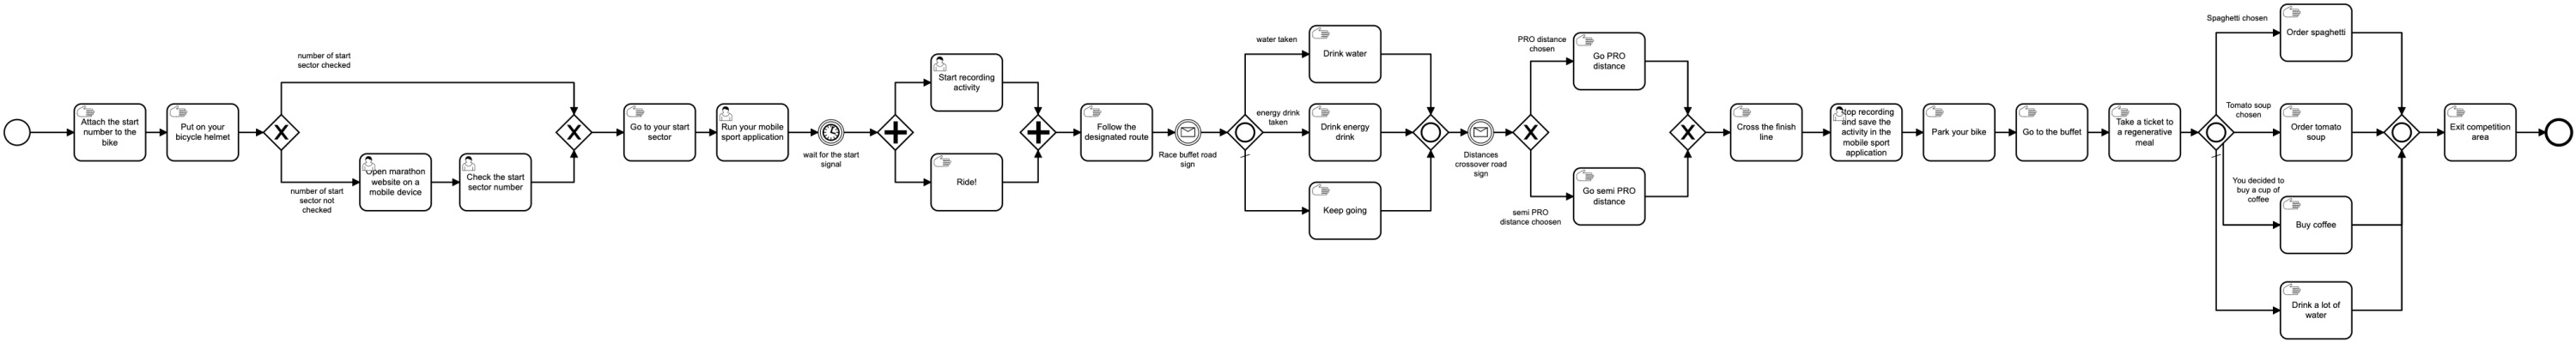 Attach the start
number to the
bike
Put on your
bicycle helmet
number of start
sector checked
number of start
sector not
checked
Open marathon
website on a
mobile device
Check the start
sector number
Go to your start
sector
Run your mobile
sport application
wait for the start
signal
Start recording
activity
Ride!
Follow the
designated route
Race buffet road
sign
water taken
energy drink
taken
Drink water
Drink energy
drink
Keep going
Distances
crossover road
sign
PRO distance
chosen
semi PRO
distance choosen
Go PRO
distance
Go semi PRO
distance
Cross the finish
line
Stop recording
and save the
activity in the
mobile sport
application
Park your bike
Go to the buffet
Take a ticket to
a regenerative
meal
Spaghetti chosen
Tomato soup
chosen
You decided to
buy a cup of
coffee
Order spaghetti
Order tomato
soup
Buy coffee
Drink a lot of
water
Exit competition
area